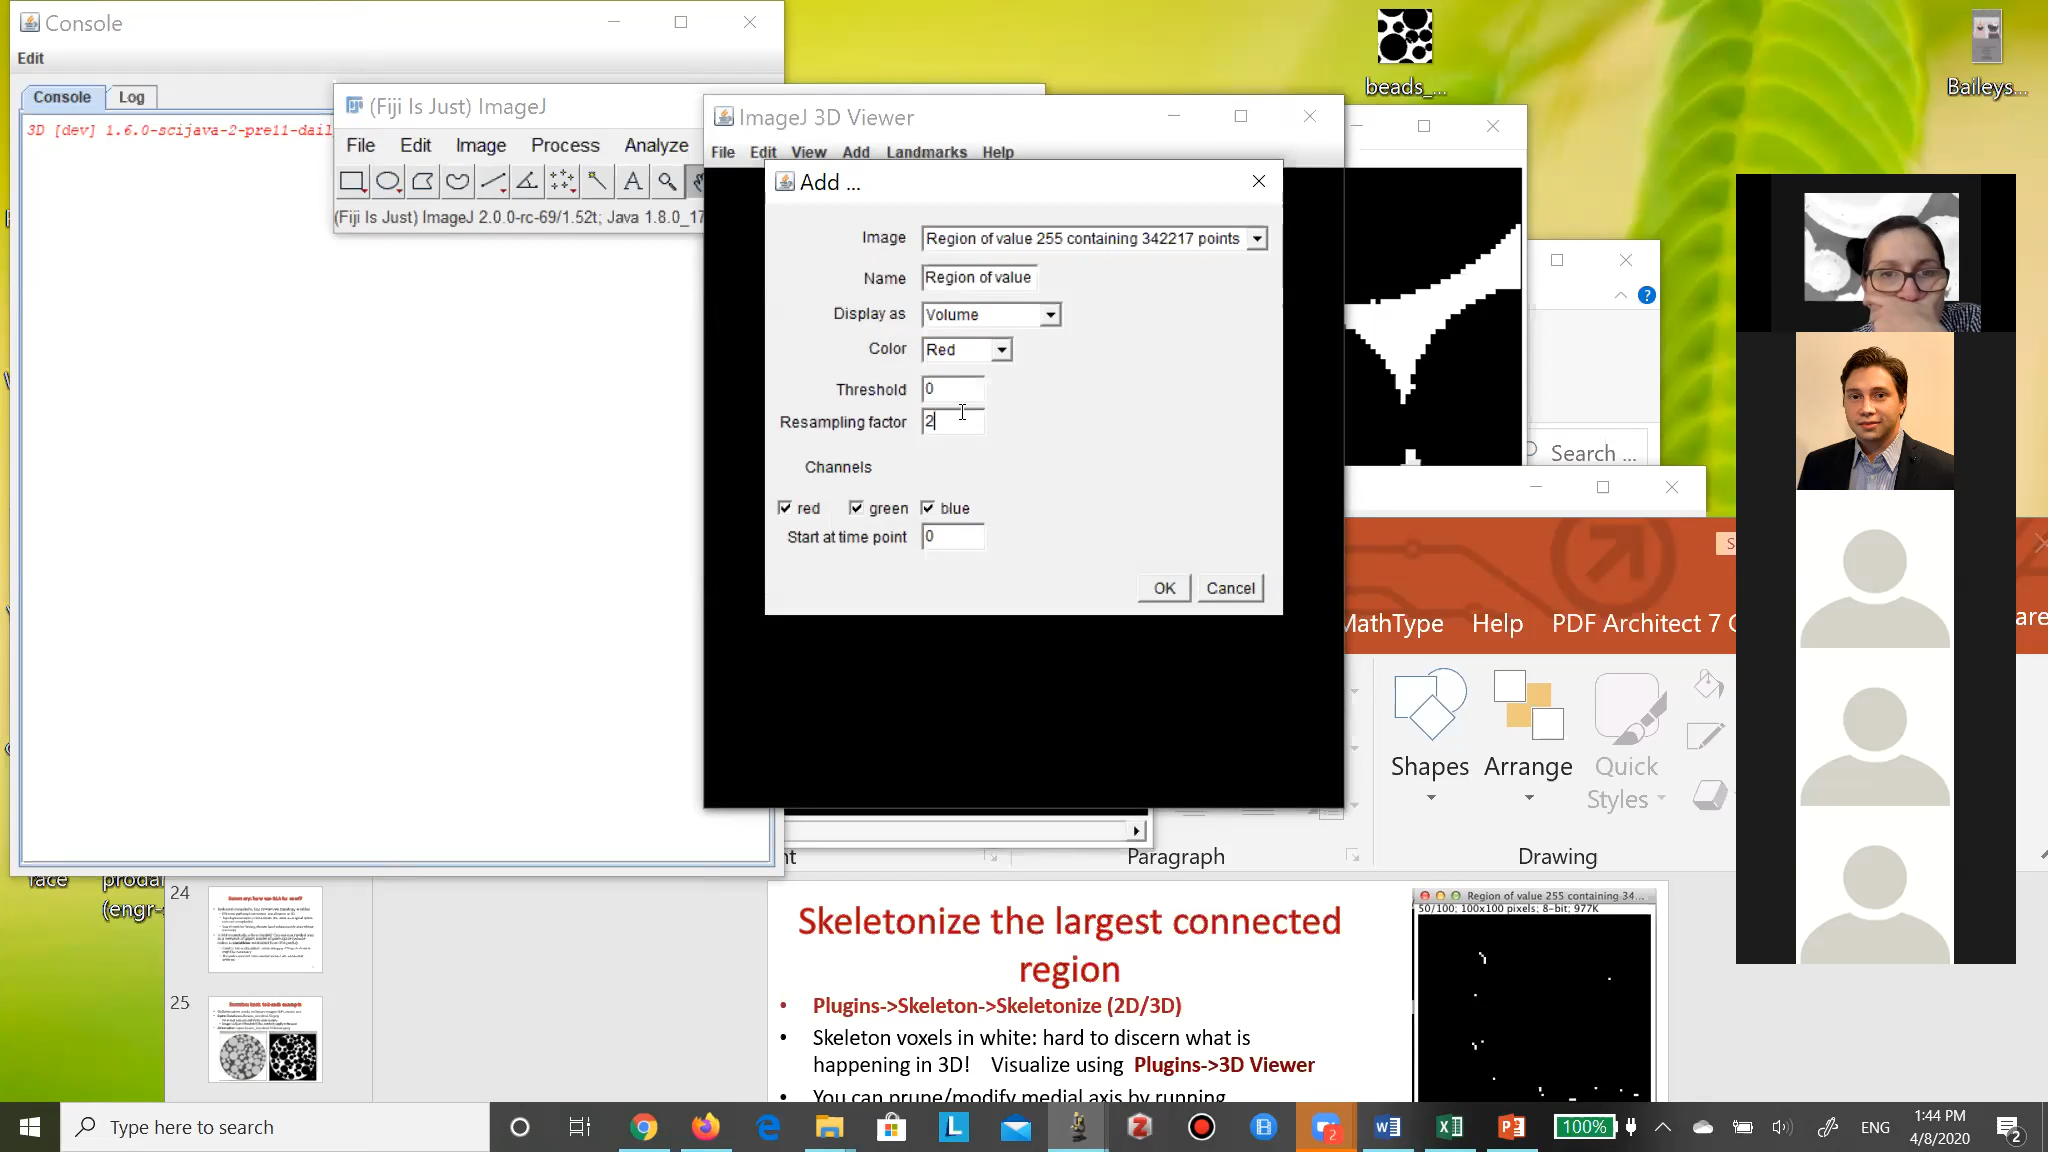 Console
Edit
Console Log
3D [dev] 1.6.0-scijava-2-pre11-dail
(Fiji Is Just) ImageJ
File Edit Image Process Analyze
(Fiji Is Just) ImageJ 2.0.0-rc-69/1.52t; Java 1.8.0_17
ImageJ 3D Viewer
File Edit View Add Landmarks Help
Add ...
Image Region of value 255 containing 342217 points
Name Region of value
Display as Volume
Color Red
Threshold 0
Resampling factor 2
Channels
red green blue
Start at time point 0
OK Cancel
beads_...
Baileys...
Search ...
MathType Help PDF Architect 7 C
Shapes Arrange Quick
Styles
Paragraph Drawing
face
prodal
(engr-
24
25
Skeletonize the largest connected
region
• Plugins->Skeleton->Skeletonize (2D/3D)
• Skeleton voxels in white: hard to discern what is
happening in 3D! Visualize using Plugins->3D Viewer
• You can prune/modify medial axis by running
Region of value 255 containing 34...
50/100; 100x100 pixels; 8-bit; 977K
Type here to search
100%
ENG
1:44 PM
4/8/2020
2
2